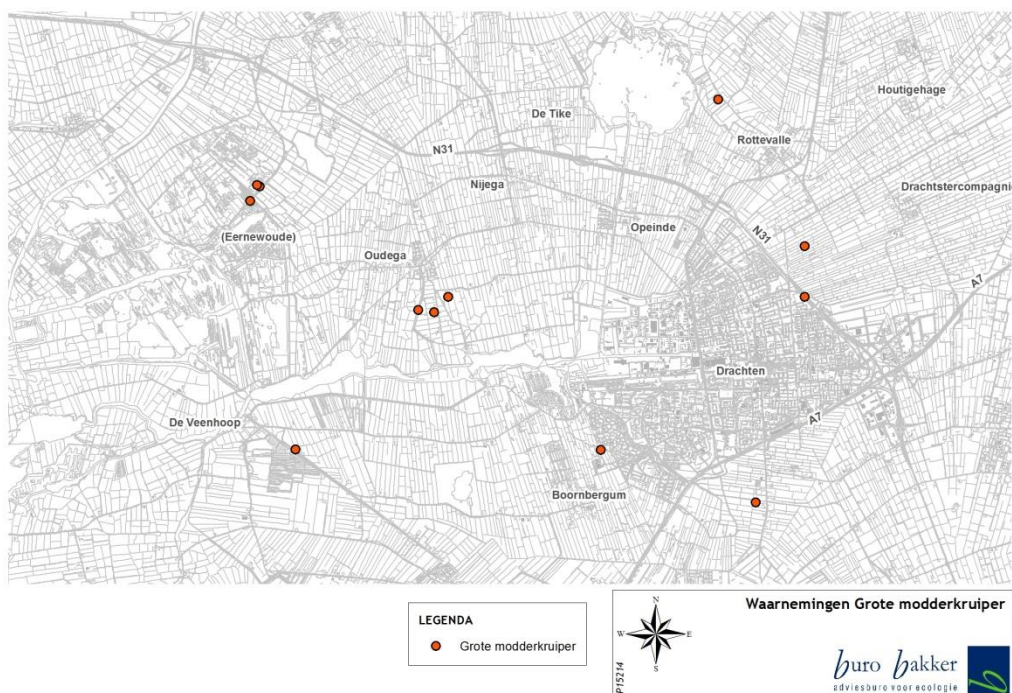 Houtigehage
De Tike
Rottevalle
N31
Nijega
Drachtstercompagnie
Opeinde
(Eernewoude)
N31
Oudega
A7
Drachten
De Veenhoop
A7
Boornbergum
LEGENDA
Grote modderkruiper
N
W E
S
P15214
Waarnemingen Grote modderkruiper
buro bakker
adviesburo voor ecologie
b